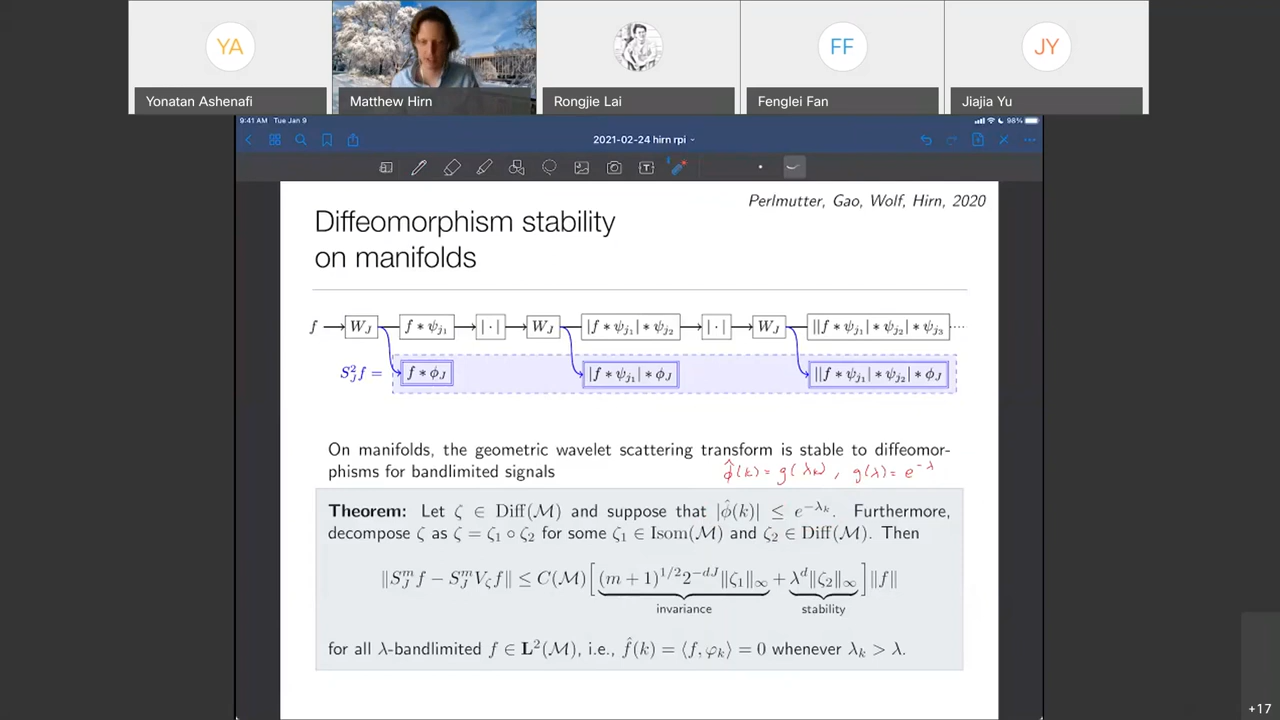 YA
FF
JY
Yonatan Ashenafi
Matthew Hirn
Rongjie Lai
Fenglei Fan
Jiajia Yu
9:41 AM Tue Jan 9
98%
2021-02-24 hirn rpi
Perlmutter, Gao, Wolf, Hirn, 2020
Diffeomorphism stability
on manifolds
f → W_J f * ψ_{j_1} → |·| → W_J |f * ψ_{j_1}| * ψ_{j_2} → |·| → W_J ||f * ψ_{j_1}| * ψ_{j_2}| * ψ_{j_3} ····
S_J^2 f = f * φ_J |f * ψ_{j_1}| * φ_J ||f * ψ_{j_1}| * ψ_{j_2}| * φ_J
On manifolds, the geometric wavelet scattering transform is stable to diffeomor-
phisms for bandlimited signals
φ̂(k) = g(λ_k), g(λ) = e^{-λ}
Theorem: Let ζ ∈ Diff(M) and suppose that |φ̂(k)| ≤ e^{-λ_k}. Furthermore,
decompose ζ as ζ = ζ_1 ∘ ζ_2 for some ζ_1 ∈ Isom(M) and ζ_2 ∈ Diff(M). Then
‖S_J^m f − S_J^m V_ζ f‖ ≤ C(M)[(m + 1)^{1/2} 2^{-dJ} ‖ζ_1‖_∞ + λ^d ‖ζ_2‖_∞]‖f‖
invariance stability
for all λ-bandlimited f ∈ L^2(M), i.e., f̂(k) = ⟨f, φ_k⟩ = 0 whenever λ_k > λ.
+17